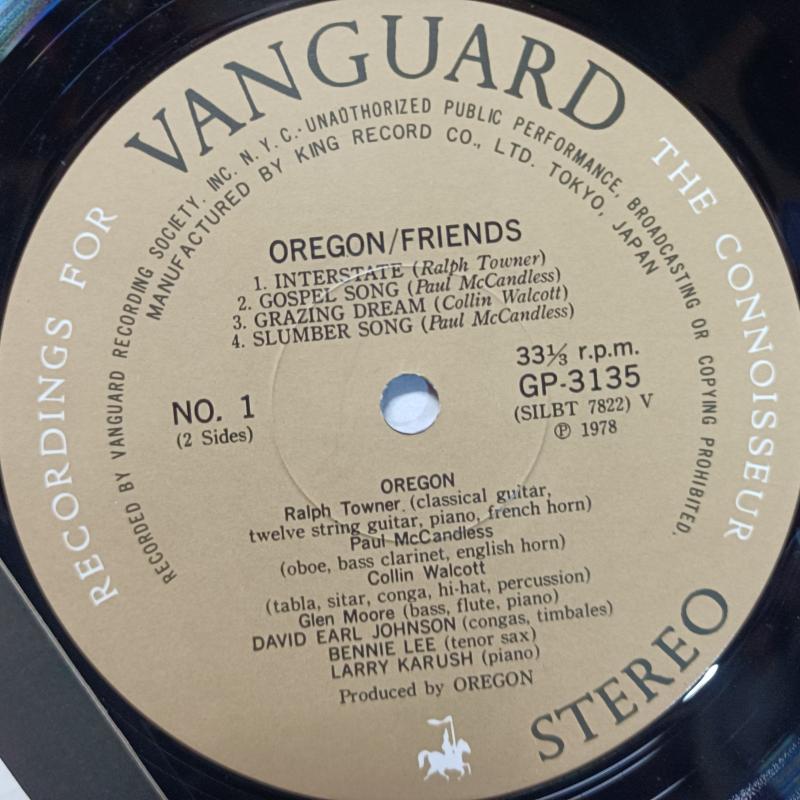 VANGUARD
RECORDINGS FOR
THE CONNOISSEUR
STEREO
RECORDED BY VANGUARD RECORDING SOCIETY, INC. N.Y.C.·UNAOTHORIZED PUBLIC PERFORMANCE, BROADCASTING OR COPYING PROHIBITED.
MANUFACTURED BY KING RECORD CO., LTD. TOKYO, JAPAN
OREGON/FRIENDS
1. INTERSTATE (Ralph Towner)
2. GOSPEL SONG (Paul McCandless)
3. GRAZING DREAM (Collin Walcott)
4. SLUMBER SONG (Paul McCandless)
NO. 1
(2 Sides)
33⅓ r.p.m.
GP-3135
(SILBT 7822) V
℗ 1978
OREGON
Ralph Towner (classical guitar,
twelve string guitar, piano, french horn)
Paul McCandless
(oboe, bass clarinet, english horn)
Collin Walcott
(tabla, sitar, conga, hi-hat, percussion)
Glen Moore (bass, flute, piano)
DAVID EARL JOHNSON (congas, timbales)
BENNIE LEE (tenor sax)
LARRY KARUSH (piano)
Produced by OREGON